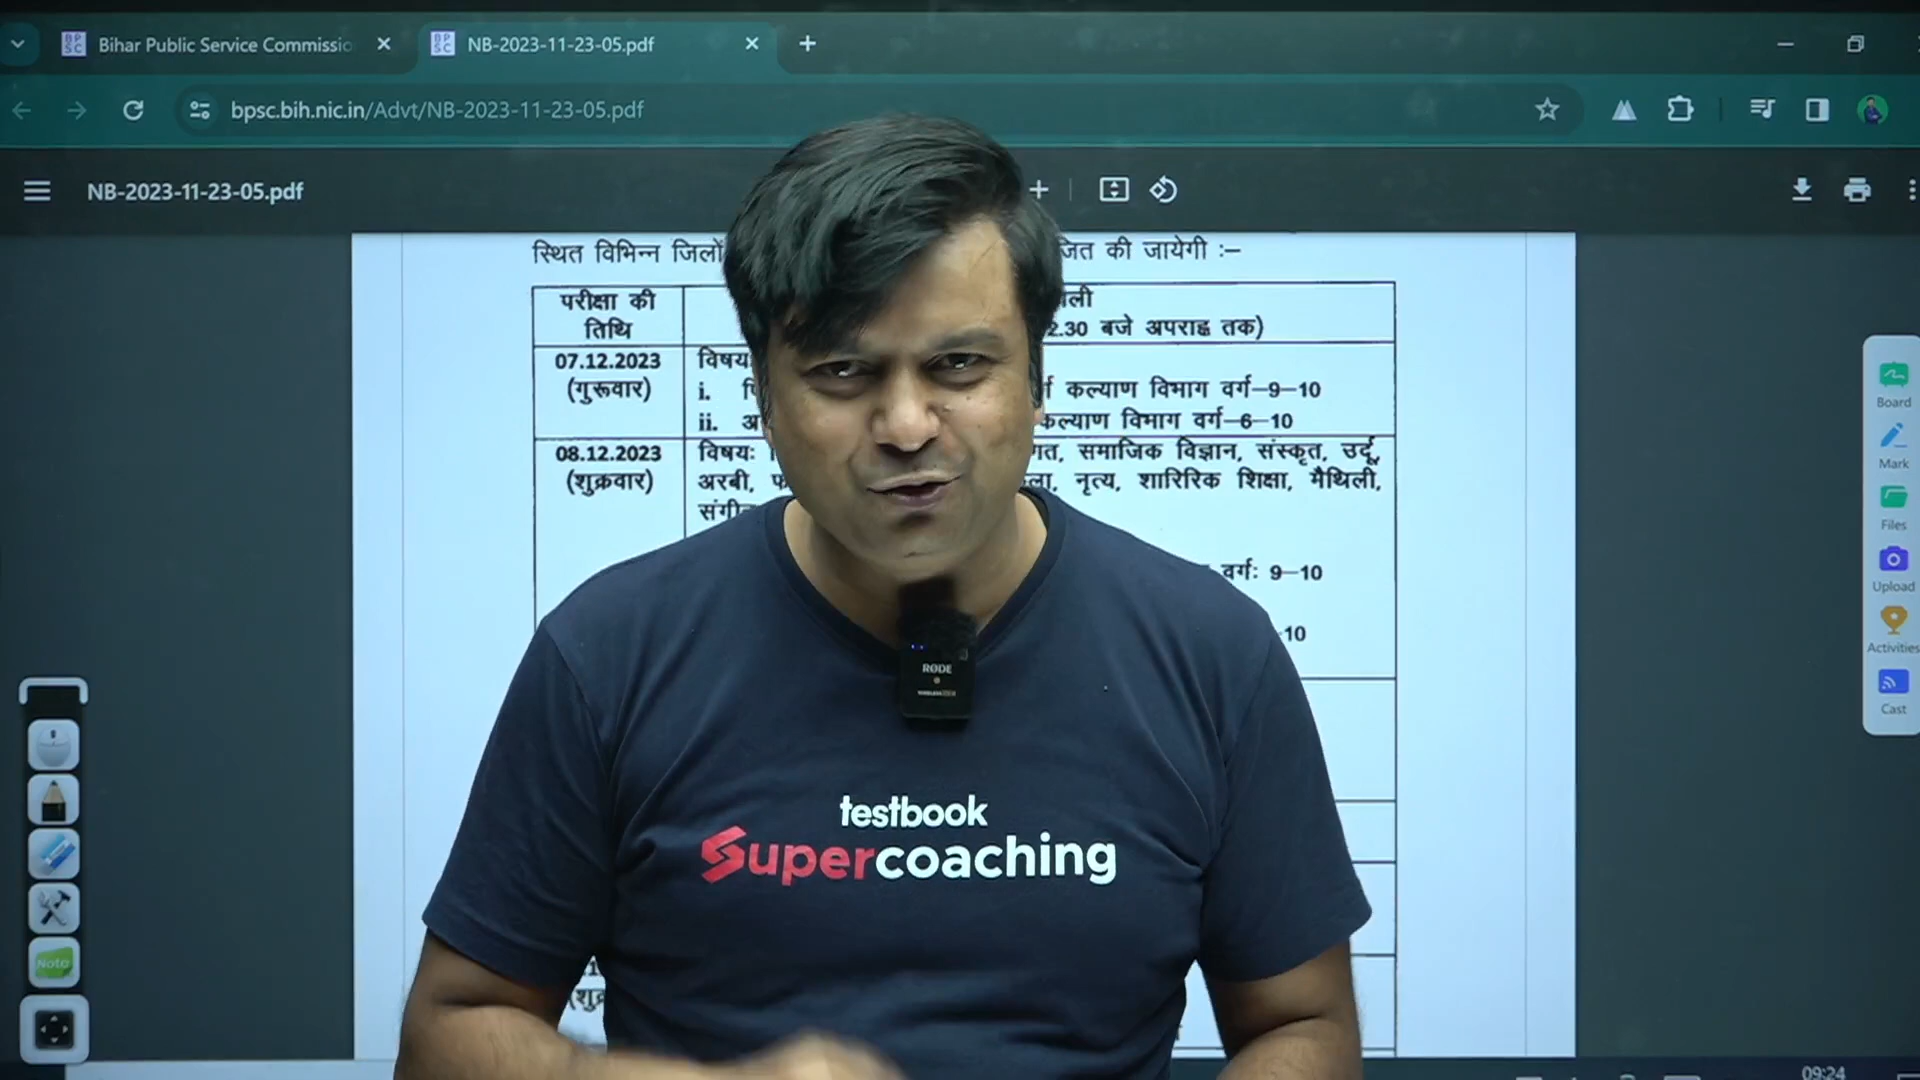 Bihar Public Service Commissio
NB-2023-11-23-05.pdf
bpsc.bih.nic.in/Advt/NB-2023-11-23-05.pdf
NB-2023-11-23-05.pdf
स्थित विभिन्न जिलों की जायेगी :–
परीक्षा की
तिथि
2.30 बजे अपराह्न तक)
07.12.2023
(गुरूवार)
विषय
i. कल्याण विभाग वर्ग–9–10
ii. कल्याण विभाग वर्ग–6–10
08.12.2023
(शुक्रवार)
विषयः समाजिक विज्ञान, संस्कृत, उर्दू,
अरबी, नृत्य, शारिरिक शिक्षा, मैथिली,
वर्गः 9–10
10
Board
Mark
Files
Upload
Activities
Cast
Note
RØDE
testbook
Supercoaching
09:24